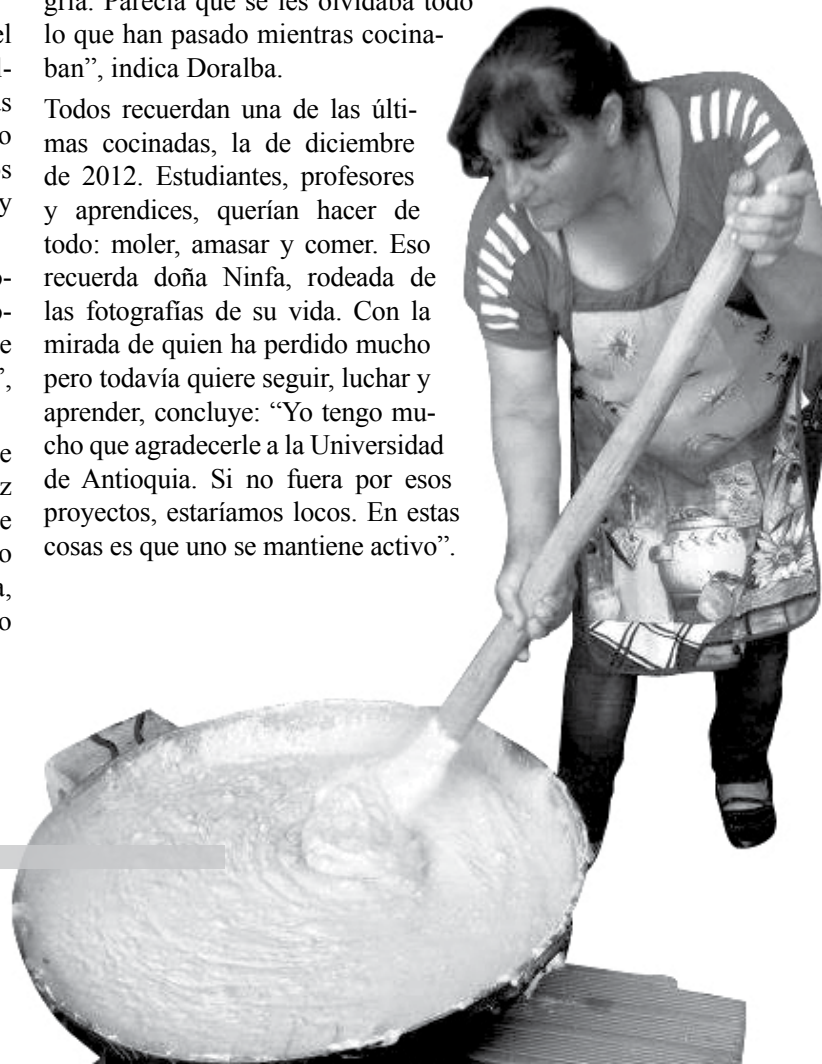 gría. Parecía que se les olvidaba todo
lo que han pasado mientras cocina-
ban”, indica Doralba.
Todos recuerdan una de las últi-
mas cocinadas, la de diciembre
de 2012. Estudiantes, profesores
y aprendices, querían hacer de
todo: moler, amasar y comer. Eso
recuerda doña Ninfa, rodeada de
las fotografías de su vida. Con la
mirada de quien ha perdido mucho
pero todavía quiere seguir, luchar y
aprender, concluye: “Yo tengo mu-
cho que agradecerle a la Universidad
de Antioquia. Si no fuera por esos
proyectos, estaríamos locos. En estas
cosas es que uno se mantiene activo”.